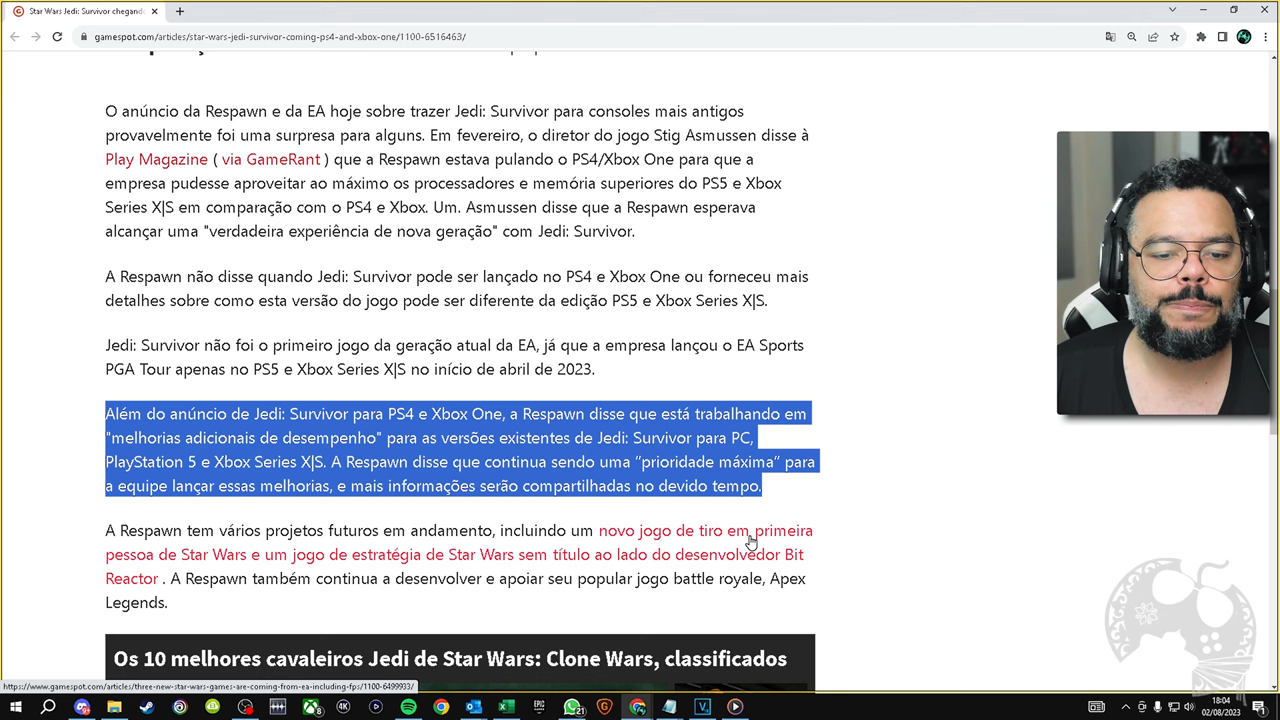 Star Wars Jedi: Survivor chegand
gamespot.com/articles/star-wars-jedi-survivor-coming-ps4-and-xbox-one/1100-6516463/
O anúncio da Respawn e da EA hoje sobre trazer Jedi: Survivor para consoles mais antigos
provavelmente foi uma surpresa para alguns. Em fevereiro, o diretor do jogo Stig Asmussen disse à
Play Magazine ( via GameRant ) que a Respawn estava pulando o PS4/Xbox One para que a
empresa pudesse aproveitar ao máximo os processadores e memória superiores do PS5 e Xbox
Series X|S em comparação com o PS4 e Xbox. Um. Asmussen disse que a Respawn esperava
alcançar uma "verdadeira experiência de nova geração" com Jedi: Survivor.
A Respawn não disse quando Jedi: Survivor pode ser lançado no PS4 e Xbox One ou forneceu mais
detalhes sobre como esta versão do jogo pode ser diferente da edição PS5 e Xbox Series X|S.
Jedi: Survivor não foi o primeiro jogo da geração atual da EA, já que a empresa lançou o EA Sports
PGA Tour apenas no PS5 e Xbox Series X|S no início de abril de 2023.
Além do anúncio de Jedi: Survivor para PS4 e Xbox One, a Respawn disse que está trabalhando em
"melhorias adicionais de desempenho" para as versões existentes de Jedi: Survivor para PC,
PlayStation 5 e Xbox Series X|S. A Respawn disse que continua sendo uma “prioridade máxima” para
a equipe lançar essas melhorias, e mais informações serão compartilhadas no devido tempo.
A Respawn tem vários projetos futuros em andamento, incluindo um novo jogo de tiro em primeira
pessoa de Star Wars e um jogo de estratégia de Star Wars sem título ao lado do desenvolvedor Bit
Reactor . A Respawn também continua a desenvolver e apoiar seu popular jogo battle royale, Apex
Legends.
Os 10 melhores cavaleiros Jedi de Star Wars: Clone Wars, classificados
https://www.gamespot.com/articles/three-new-star-wars-games-are-coming-from-ea-including-fps/1100-6499933/
8
4K
EPIC
21
18:04
02/08/2023
1